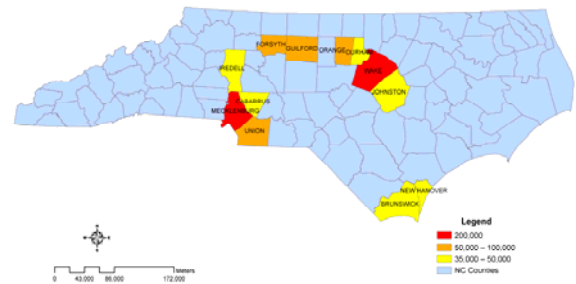 FORSYTH
GUILFORD
ORANGE
DURHAM
WAKE
IREDELL
JOHNSTON
CABARRUS
MECKLENBURG
UNION
NEW HANOVER
BRUNSWICK
Legend
200,000
50,000 – 100,000
35,000 – 50,000
NC Counties
Meters
0 43,000 86,000 172,000